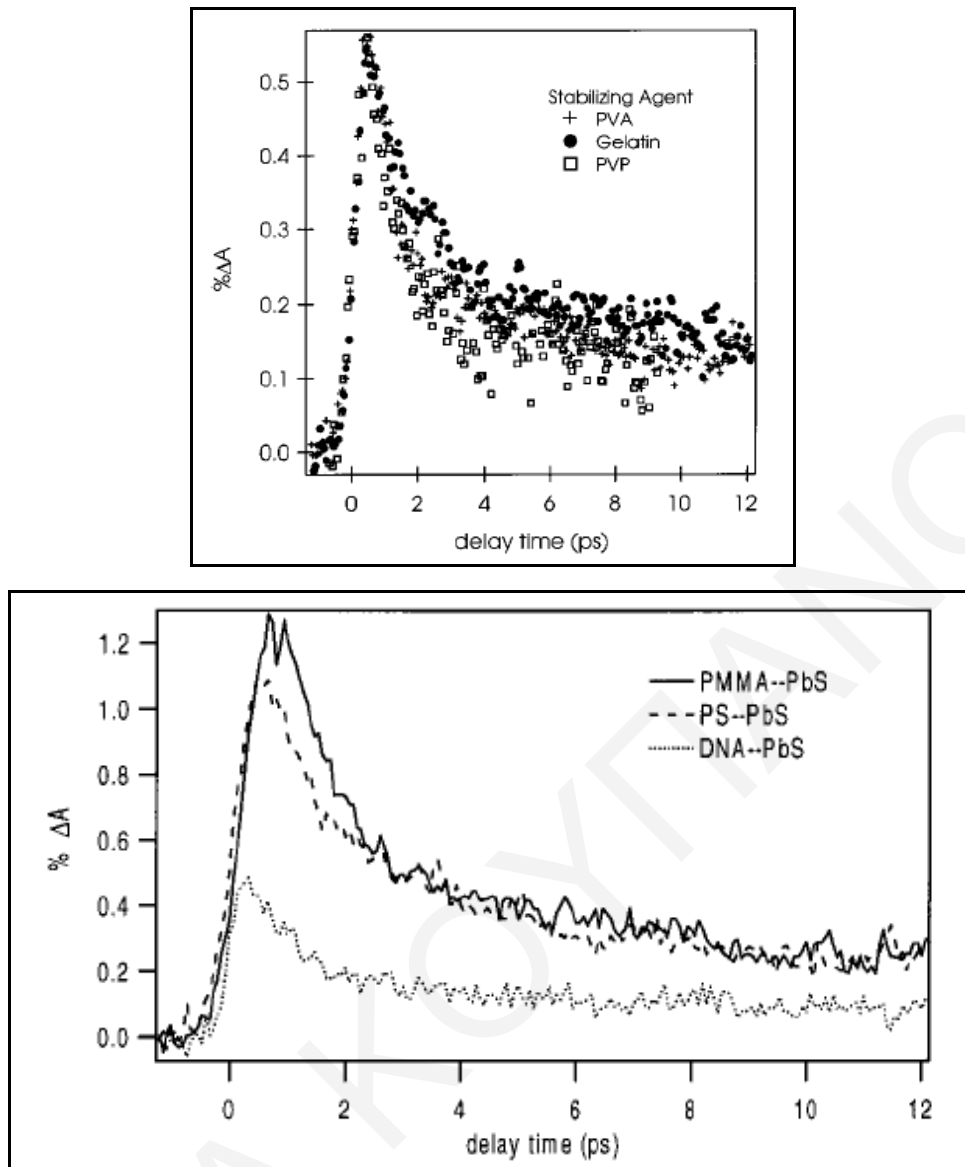 0.5
0.4
0.3
0.2
0.1
0.0
%ΔA
Stabilizing Agent
+ PVA
● Gelatin
□ PVP
0 2 4 6 8 10 12
delay time (ps)
1.2
1.0
0.8
0.6
0.4
0.2
0.0
% ΔA
PMMA--PbS
PS--PbS
DNA--PbS
0 2 4 6 8 10 12
delay time (ps)
Α ΚΟΥΠΑΝΟ